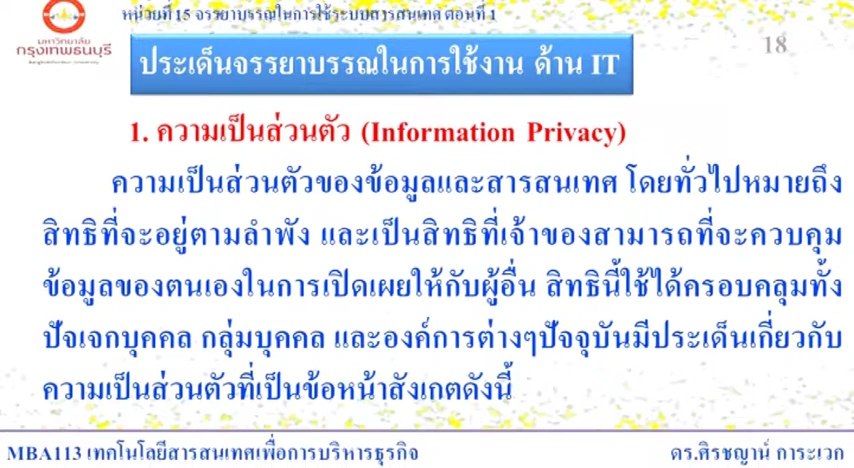 หน่วยที่ 15 จรรยาบรรณในการใช้ระบบสารสนเทศ ตอนที่ 1
18
มหาวิทยาลัย
กรุงเทพธนบุรี
ประเด็นจรรยาบรรณในการใช้งาน ด้าน IT
1. ความเป็นส่วนตัว (Information Privacy)
ความเป็นส่วนตัวของข้อมูลและสารสนเทศ โดยทั่วไปหมายถึง
สิทธิที่จะอยู่ตามลำพัง และเป็นสิทธิที่เจ้าของสามารถที่จะควบคุม
ข้อมูลของตนเองในการเปิดเผยให้กับผู้อื่น สิทธินี้ใช้ได้ครอบคลุมทั้ง
ปัจเจกบุคคล กลุ่มบุคคล และองค์การต่างๆปัจจุบันมีประเด็นเกี่ยวกับ
ความเป็นส่วนตัวที่เป็นข้อหน้าสังเกตดังนี้
MBA113 เทคโนโลยีสารสนเทศเพื่อการบริหารธุรกิจ
ดร.ศิรชญาน์ การะเวก